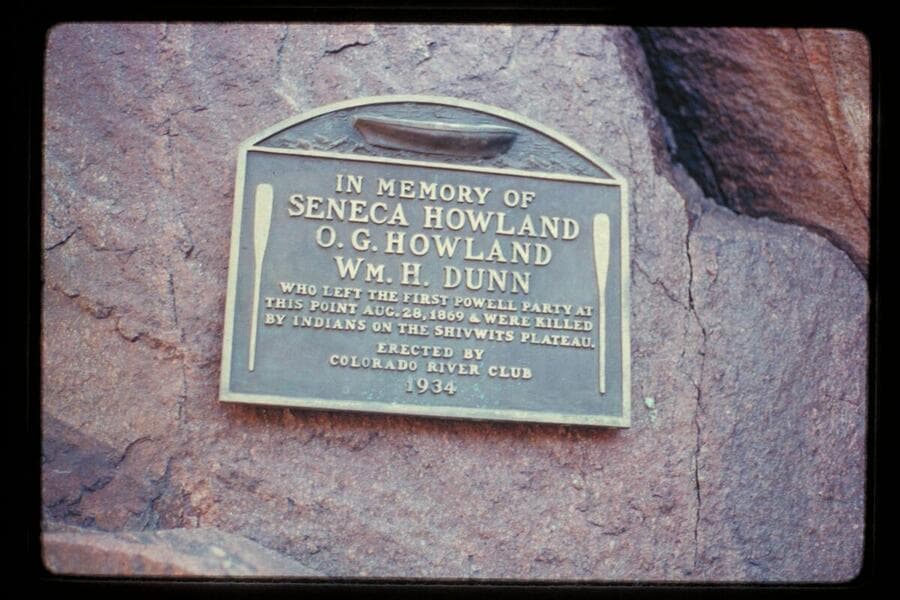 IN MEMORY OF
SENECA HOWLAND
O. G. HOWLAND
WM. H. DUNN
WHO LEFT THE FIRST POWELL PARTY AT
THIS POINT AUG. 28, 1869 & WERE KILLED
BY INDIANS ON THE SHIVWITS PLATEAU.
ERECTED BY
COLORADO RIVER CLUB
1934